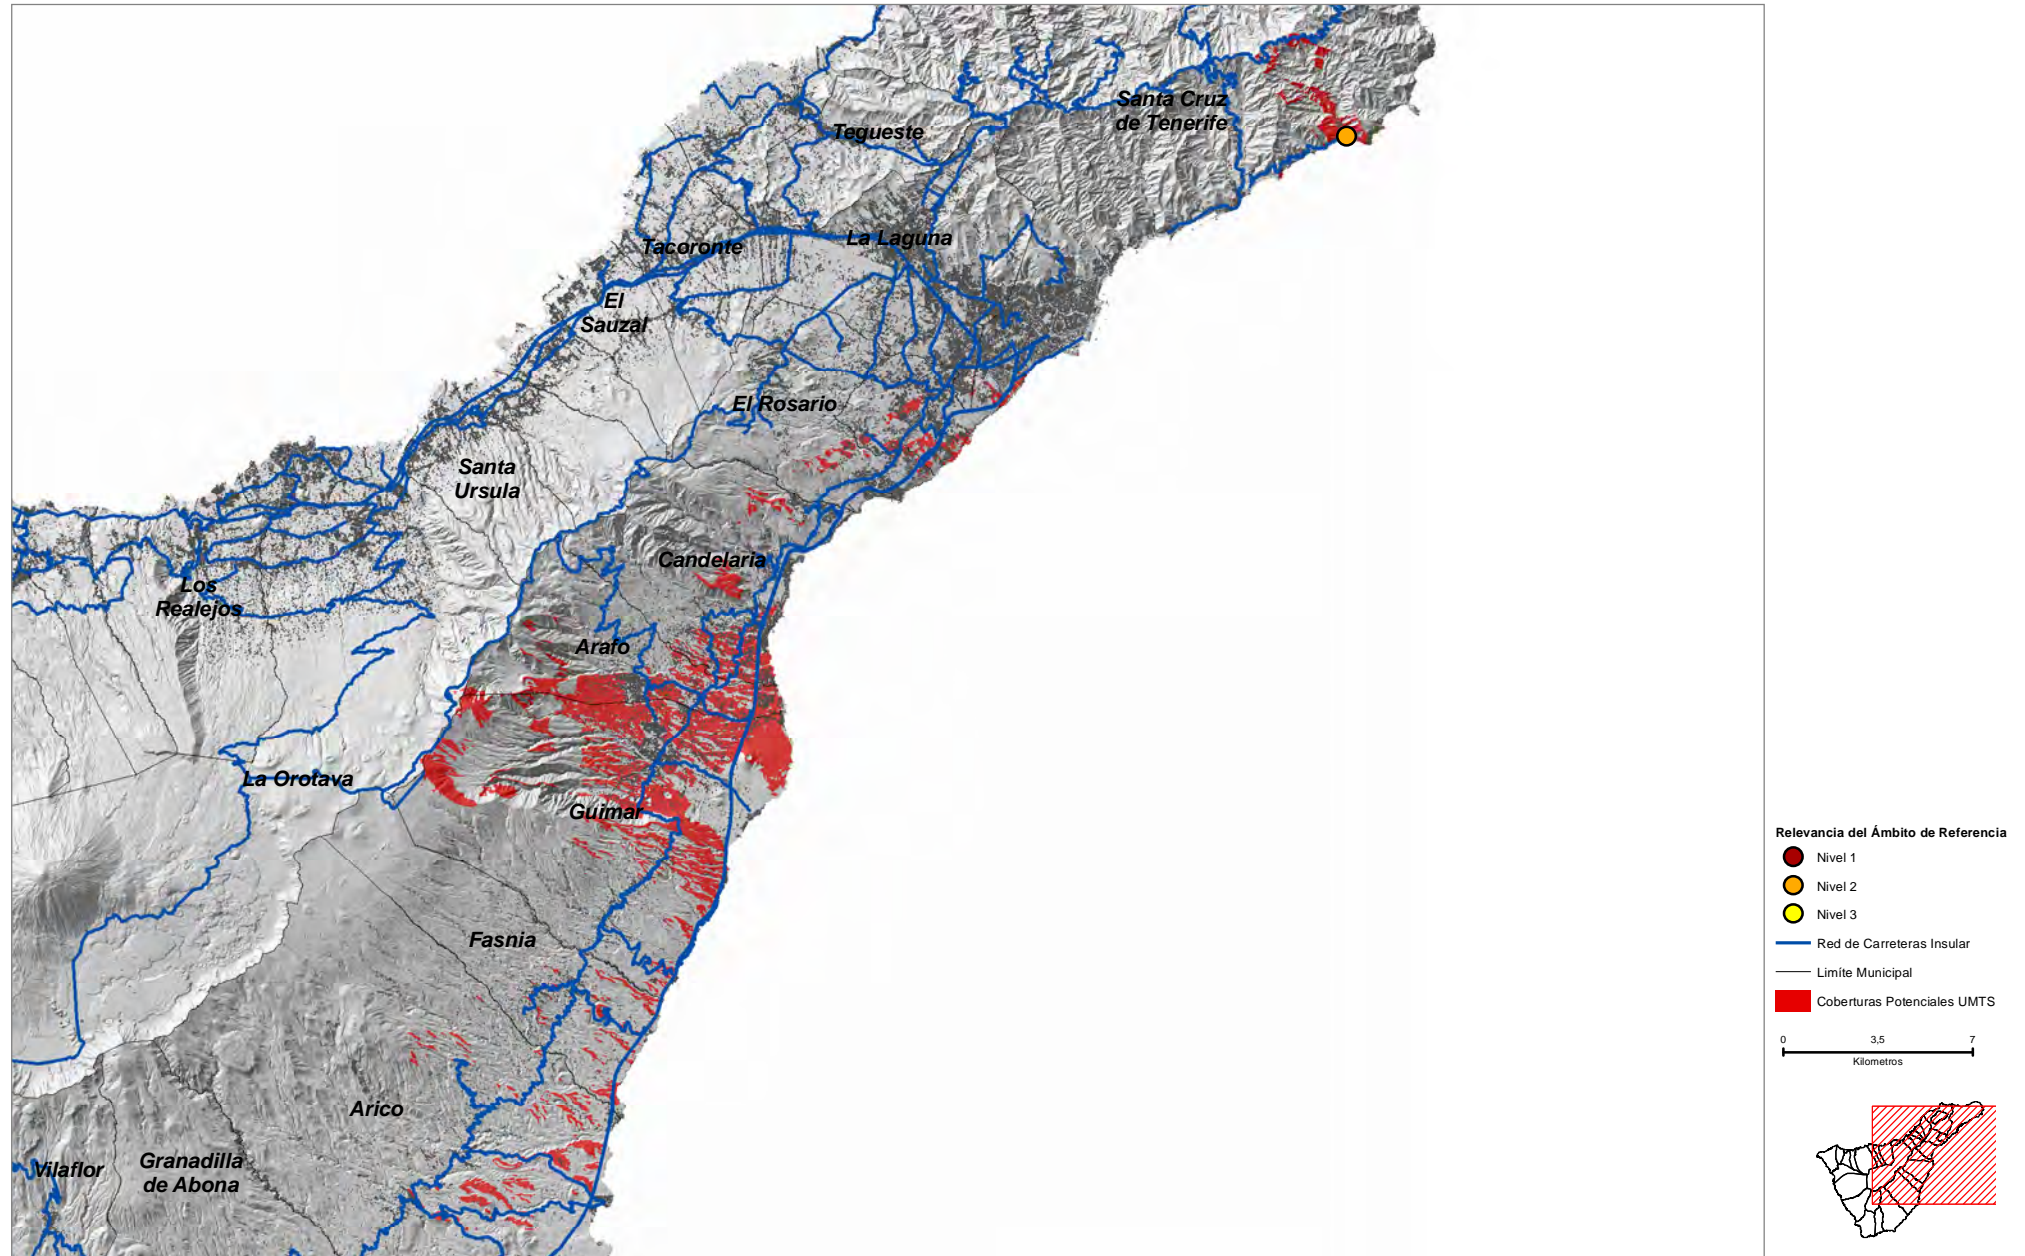 Santa Cruz
de Tenerife
Tegueste
Tacoronte
La Laguna
El
Sauzal
El Rosario
Santa
Ursula
Candelaria
Los
Realejos
Arafo
La Orotava
Guimar
Fasnia
Arico
Vilaflor
Granadilla
de Abona
Relevancia del Ámbito de Referencia
Nivel 1
Nivel 2
Nivel 3
Red de Carreteras Insular
Limíte Municipal
Coberturas Potenciales UMTS
0 3,5 7
Kilometros